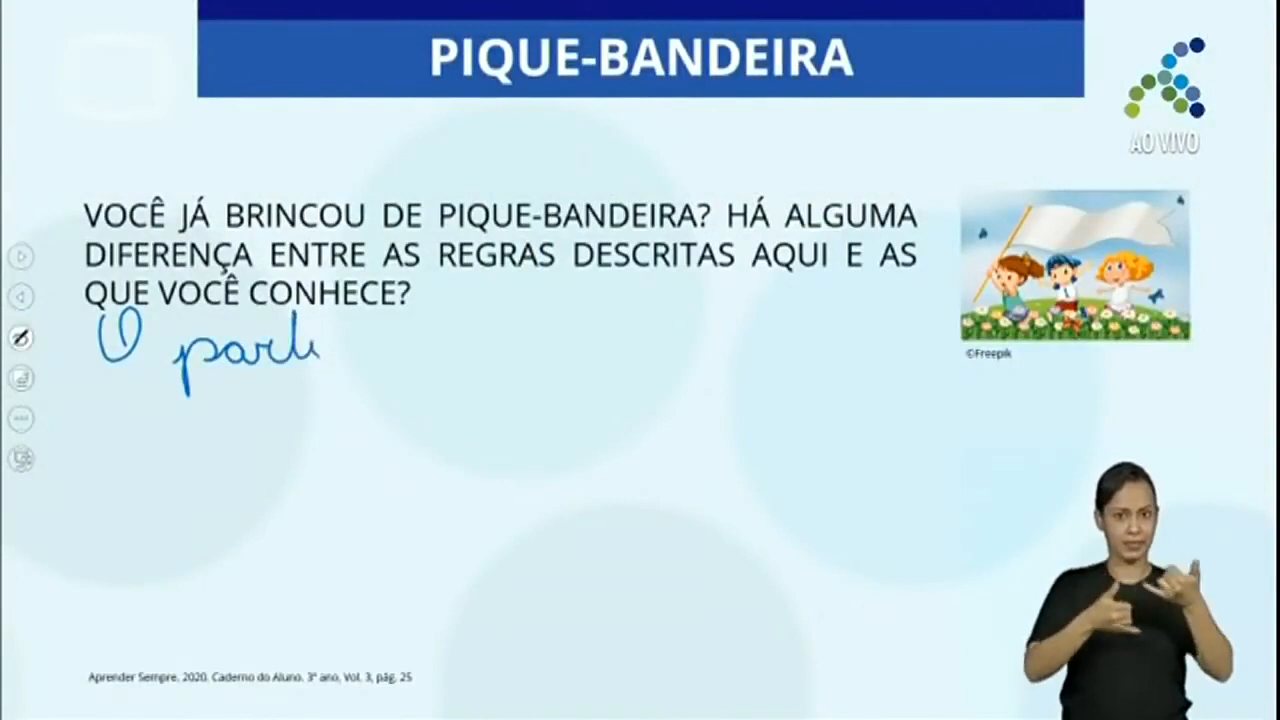 PIQUE-BANDEIRA
AO VIVO
VOCÊ JÁ BRINCOU DE PIQUE-BANDEIRA? HÁ ALGUMA
DIFERENÇA ENTRE AS REGRAS DESCRITAS AQUI E AS
QUE VOCÊ CONHECE?
O parti
©Freepik
Aprender Sempre, 2020. Caderno do Aluno. 3º ano, Vol. 3, pág. 25